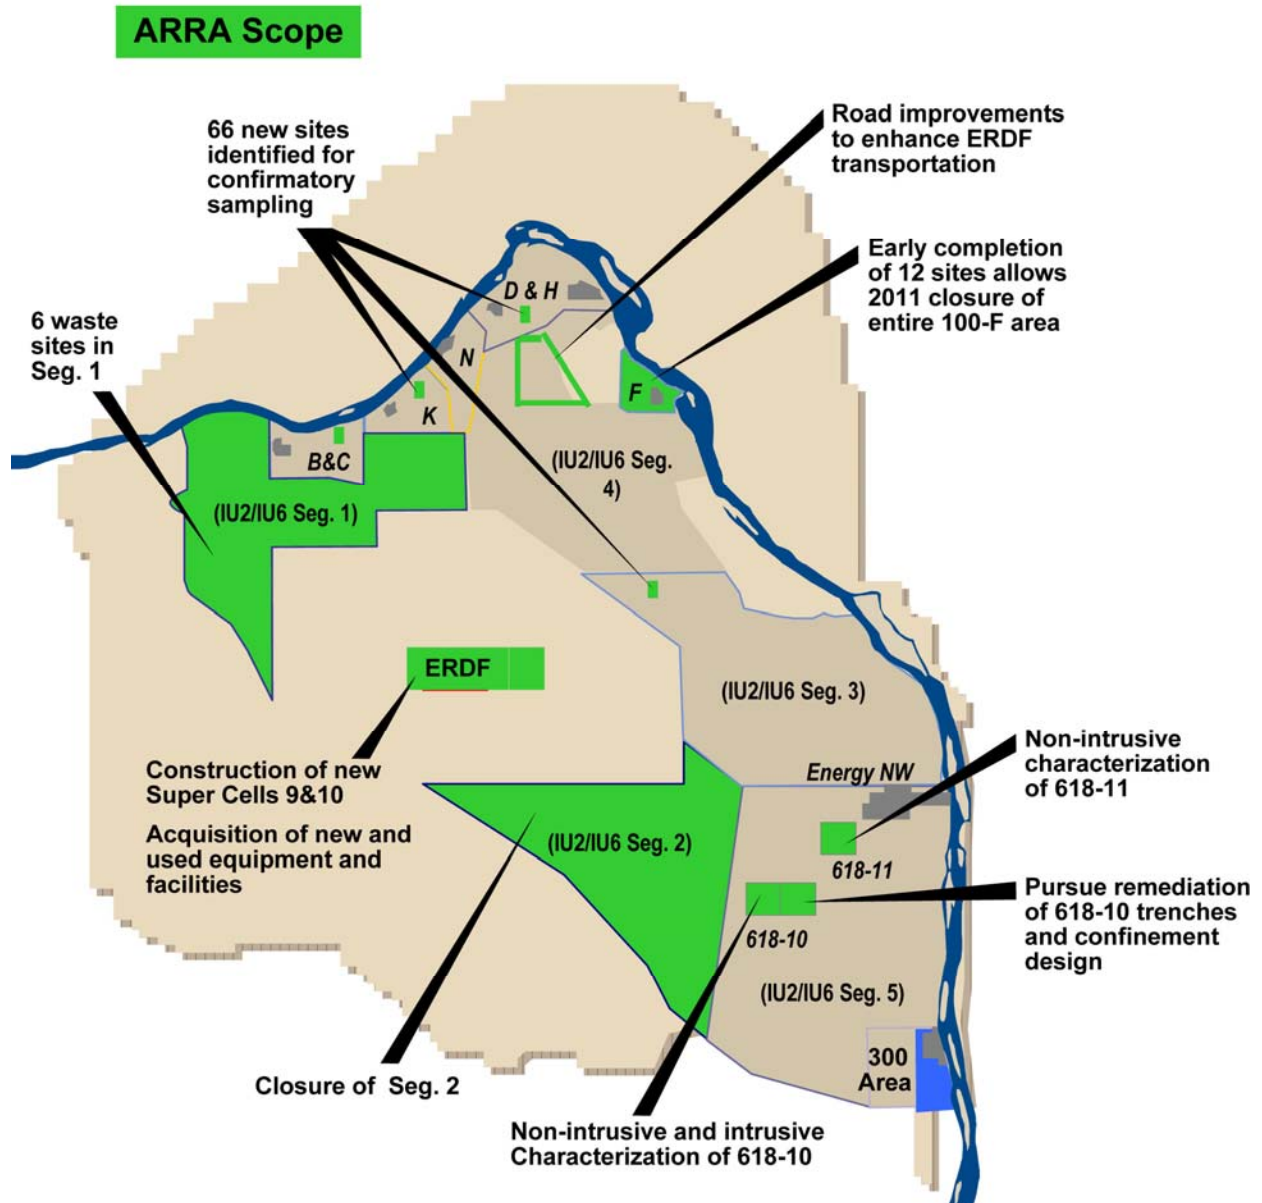 ARRA Scope
66 new sites
identified for
confirmatory
sampling
Road improvements
to enhance ERDF
transportation
Early completion
of 12 sites allows
2011 closure of
entire 100-F area
6 waste
sites in
Seg. 1
D & H
N
K
F
B&C
(IU2/IU6 Seg.
4)
(IU2/IU6 Seg. 1)
ERDF
(IU2/IU6 Seg. 3)
Construction of new
Super Cells 9&10
Acquisition of new and
used equipment and
facilities
Energy NW
Non-intrusive
characterization
of 618-11
(IU2/IU6 Seg. 2)
618-11
Pursue remediation
of 618-10 trenches
and confinement
design
618-10
(IU2/IU6 Seg. 5)
300
Area
Closure of  Seg. 2
Non-intrusive and intrusive
Characterization of 618-10